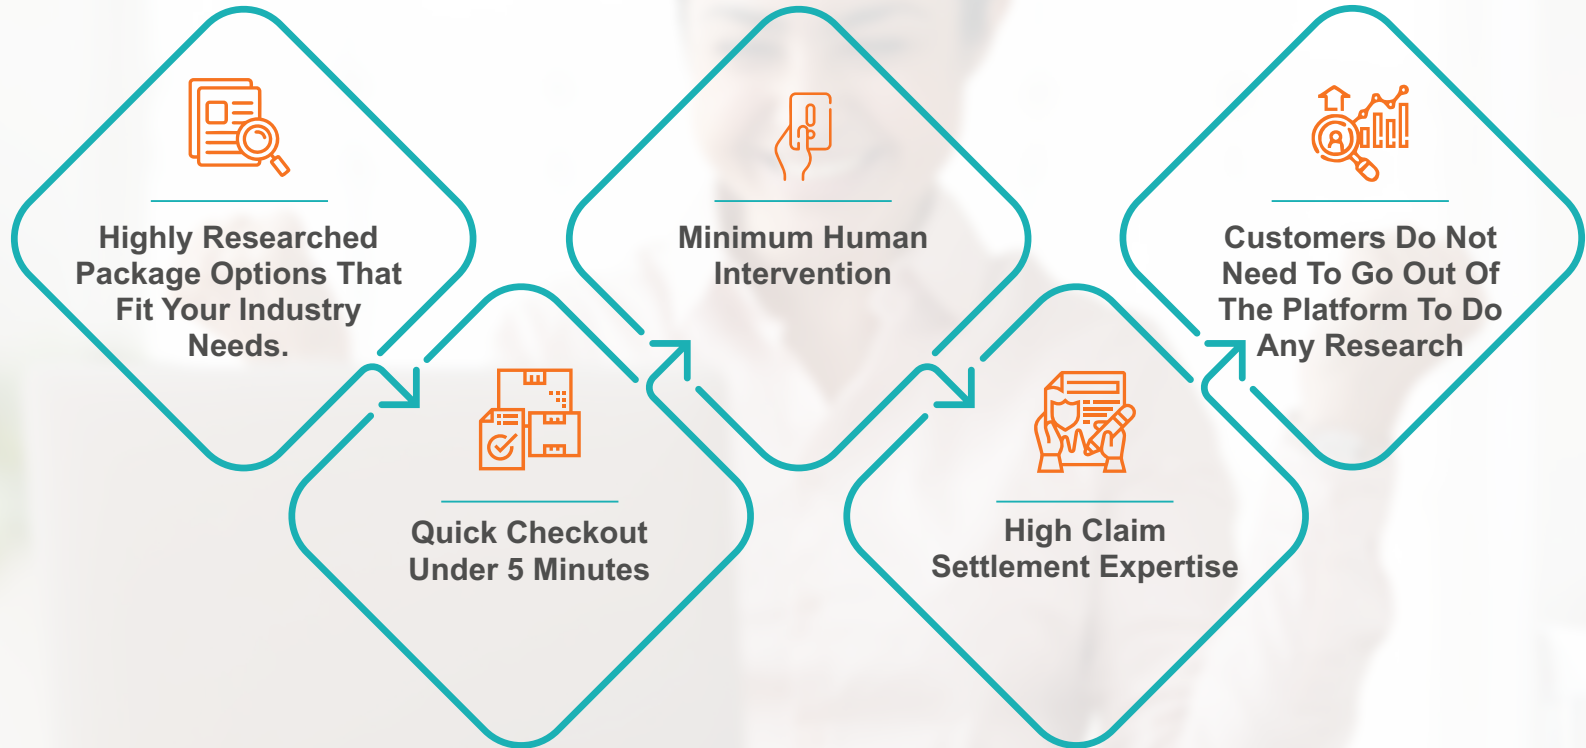 Highly Researched
Package Options That
Fit Your Industry
Needs.
Quick Checkout
Under 5 Minutes
Minimum Human
Intervention
High Claim
Settlement Expertise
Customers Do Not
Need To Go Out Of
The Platform To Do
Any Research